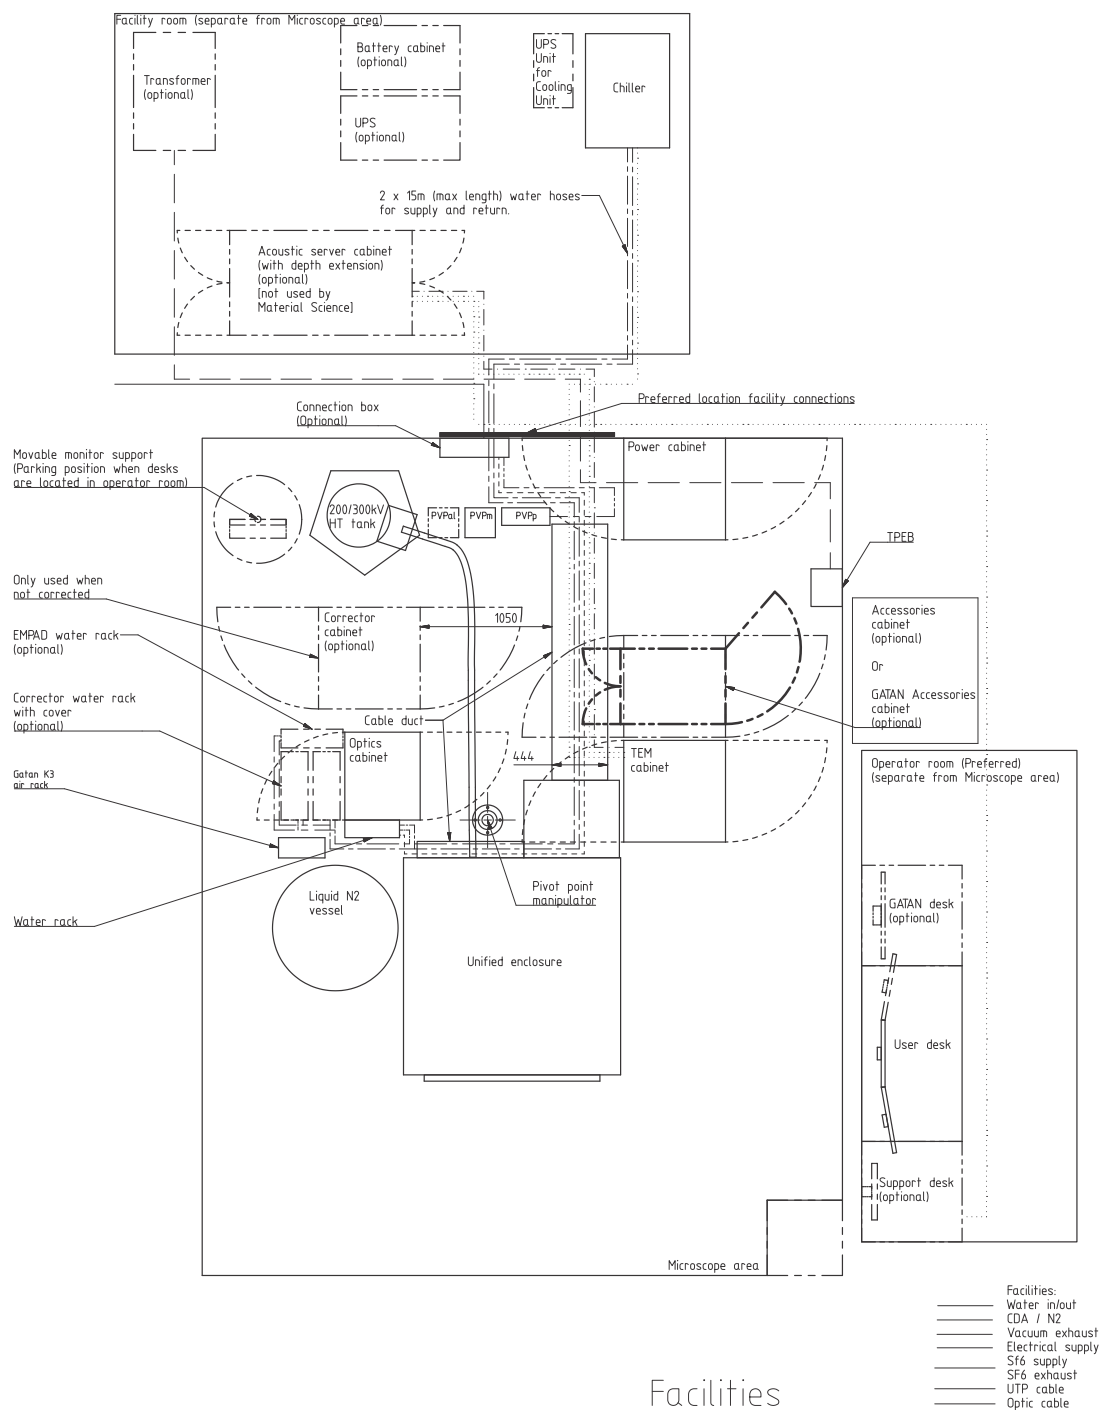 Facility room (separate from Microscope area)
Transformer
(optional)
Battery cabinet
(optional)
UPS
(optional)
UPS
Unit
for
Cooling
Unit
Chiller
2 x 15m (max length) water hoses
for supply and return.
Acoustic server cabinet
(with depth extension)
(optional)
[not used by
Material Science]
Connection box
(Optional)
Preferred location facility connections
Movable monitor support
(Parking position when desks
are located in operator room)
Power cabinet
200/300kV
HT tank
PVPal
PVPm
PVPp
TPEB
Only used when
not corrected
EMPAD water rack
(optional)
Corrector water rack
with cover
(optional)
Gatan K3
air rack
Water rack
Corrector
cabinet
(optional)
1050
Cable duct
Optics
cabinet
444
TEM
cabinet
Accessories
cabinet
(optional)
Or
GATAN Accessories
cabinet
(optional)
Operator room (Preferred)
(separate from Microscope area)
Liquid N2
vessel
Pivot point
manipulator
Unified enclosure
GATAN desk
(optional)
User desk
Support desk
(optional)
Microscope area
Facilities:
Water in/out
CDA / N2
Vacuum exhaust
Electrical supply
Sf6 supply
SF6 exhaust
UTP cable
Optic cable
Facilities